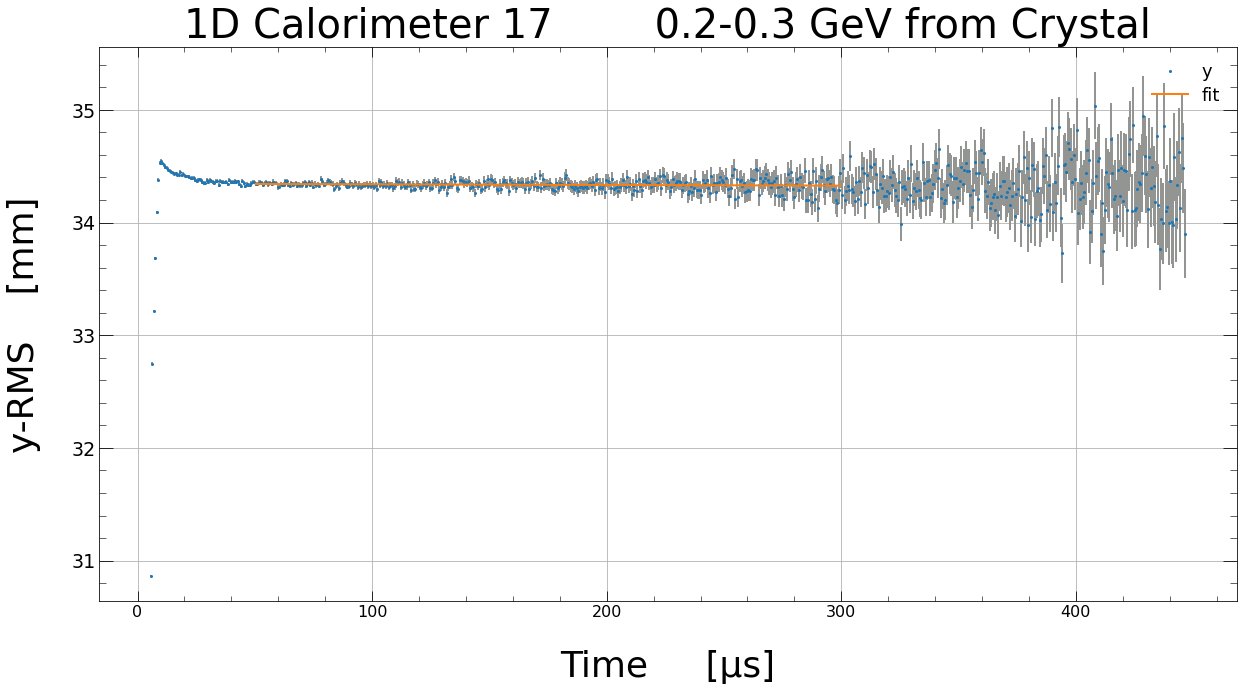 1D Calorimeter 17 0.2-0.3 GeV from Crystal
y
fit
35
34
33
32
31
y-RMS [mm]
0 100 200 300 400
Time [µs]